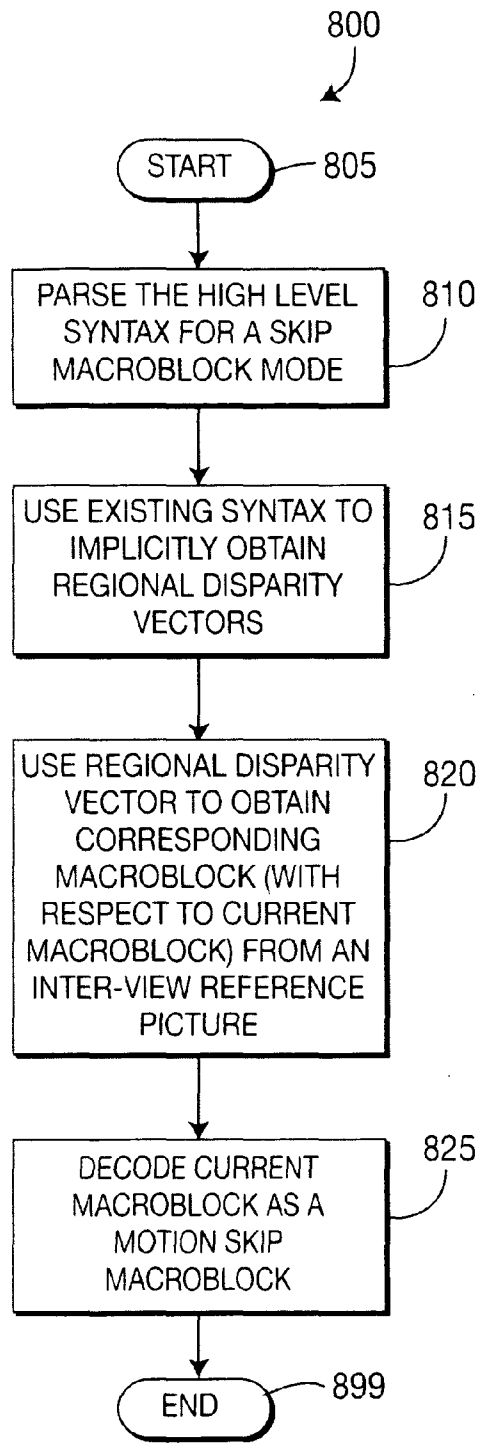 800
START
805
PARSE THE HIGH LEVEL
SYNTAX FOR A SKIP
MACROBLOCK MODE
810
USE EXISTING SYNTAX TO
IMPLICITLY OBTAIN
REGIONAL DISPARITY
VECTORS
815
USE REGIONAL DISPARITY
VECTOR TO OBTAIN
CORRESPONDING
MACROBLOCK (WITH
RESPECT TO CURRENT
MACROBLOCK) FROM AN
INTER-VIEW REFERENCE
PICTURE
820
DECODE CURRENT
MACROBLOCK AS A
MOTION SKIP
MACROBLOCK
825
END
899